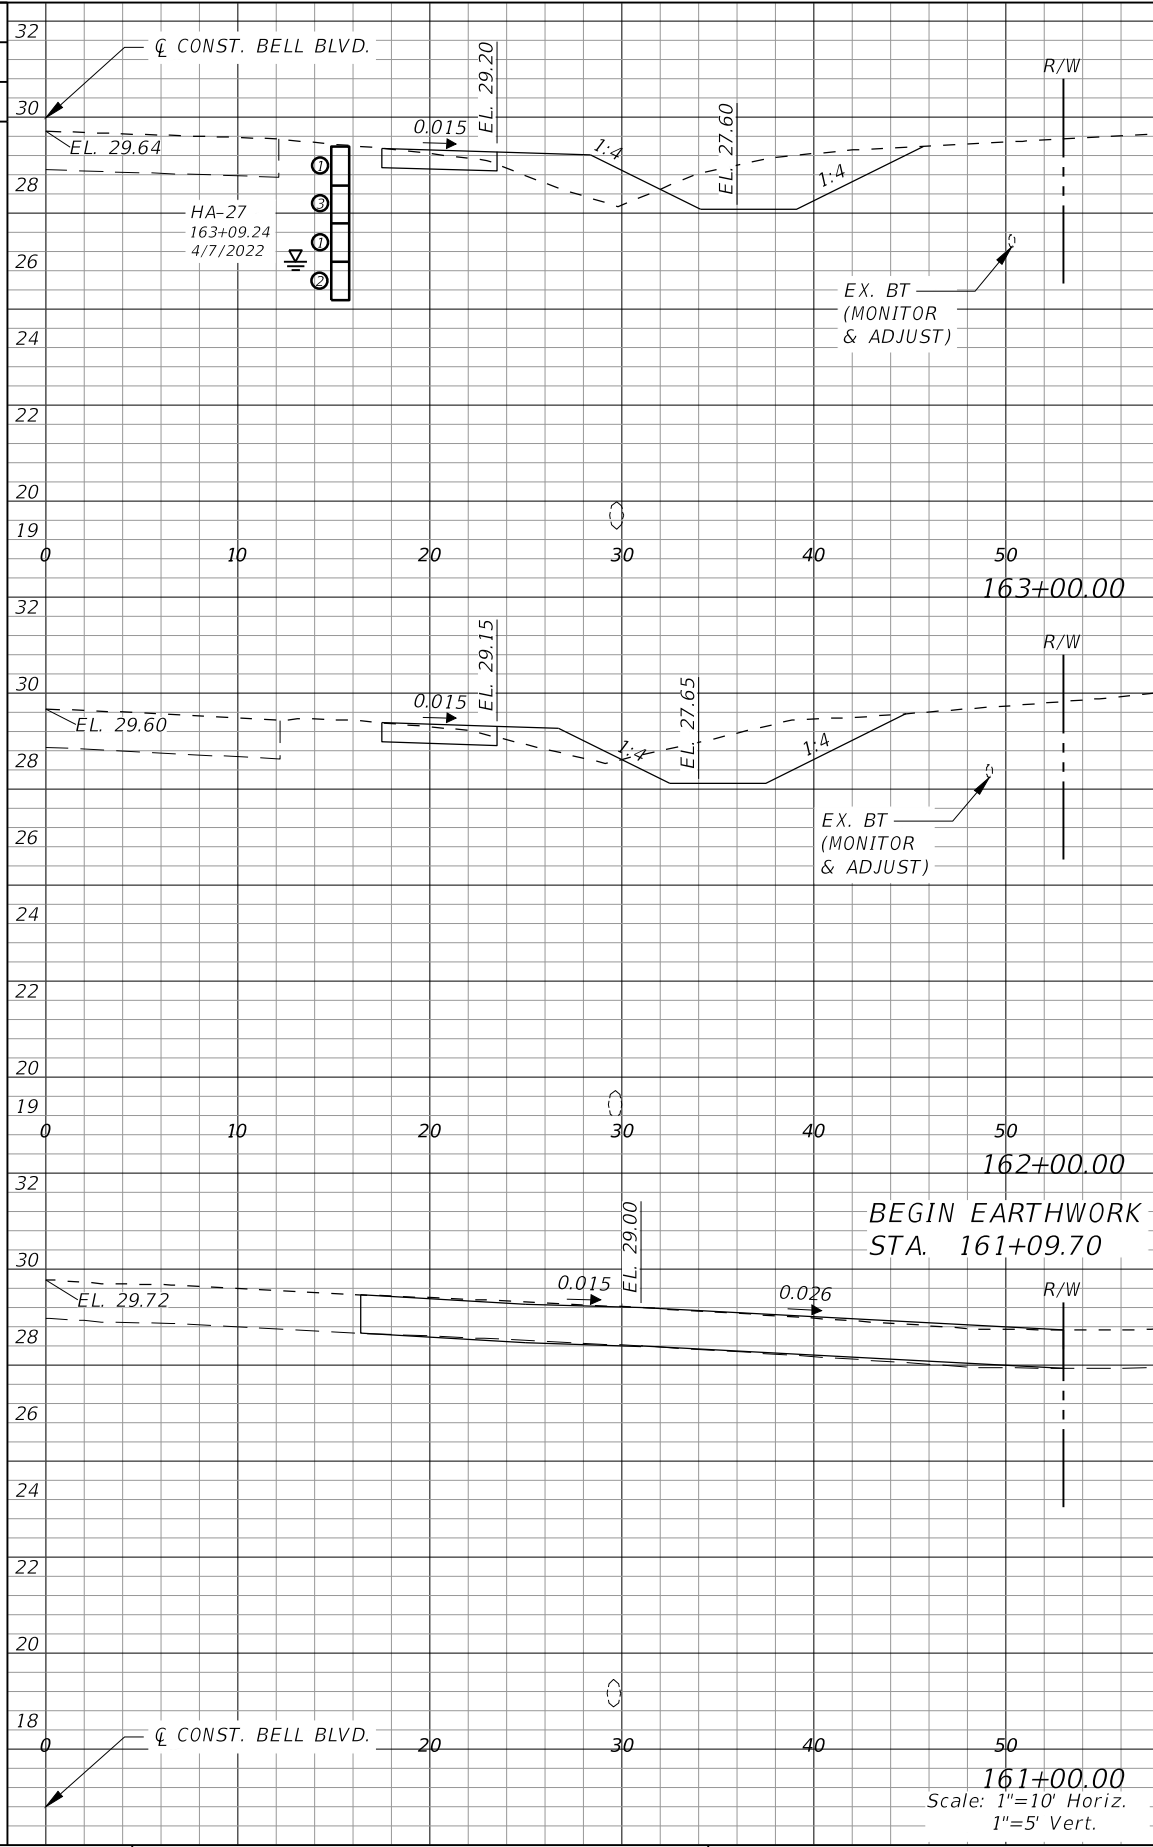 32
℄ CONST. BELL BLVD.
EL. 29.20
R/W
30
0.015
EL. 27.60
1:4
EL. 29.64
1:4
28
1
3
1
2
HA-27
163+09.24
4/7/2022
26
EX. BT
(MONITOR
& ADJUST)
24
22
20
19
0 10 20 30 40 50
163+00.00
32
EL. 29.15
R/W
30
0.015
EL. 27.65
EL. 29.60
1:4
1:4
28
EX. BT
(MONITOR
& ADJUST)
26
24
22
20
19
0 10 20 30 40 50
162+00.00
32
BEGIN EARTHWORK
STA. 161+09.70
EL. 29.00
30
0.015
0.026
R/W
EL. 29.72
28
26
24
22
20
18
℄ CONST. BELL BLVD.
0 20 30 40 50
161+00.00
Scale: 1"=10' Horiz.
1"=5' Vert.